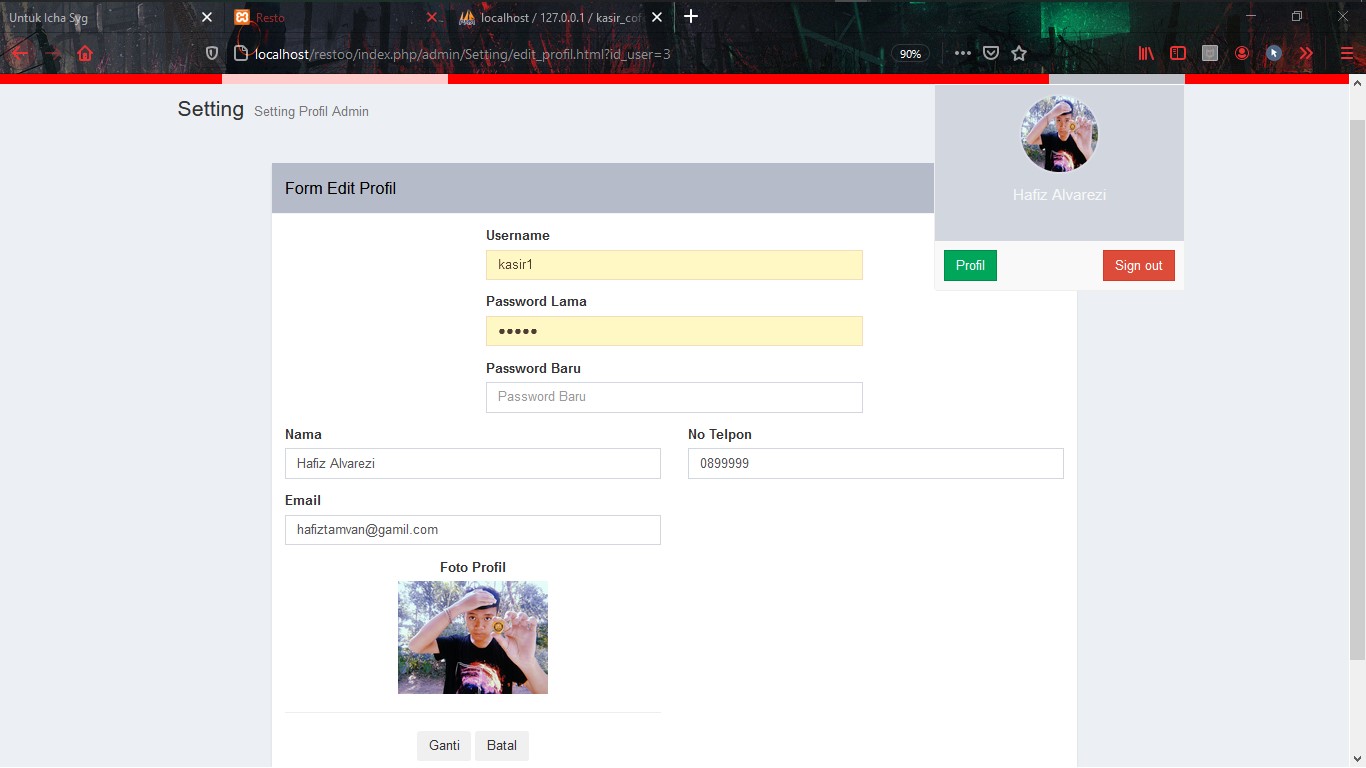 Untuk Icha Syg
Resto
localhost / 127.0.0.1 / kasir_cof
localhost/restoo/index.php/admin/Setting/edit_profil.html?id_user=3
90%
Setting Setting Profil Admin
Hafiz Alvarezi
Profil Sign out
Form Edit Profil
Username
kasir1
Password Lama
Password Baru
Password Baru
Nama No Telpon
Hafiz Alvarezi 0899999
Email
hafiztamvan@gamil.com
Foto Profil
Ganti Batal